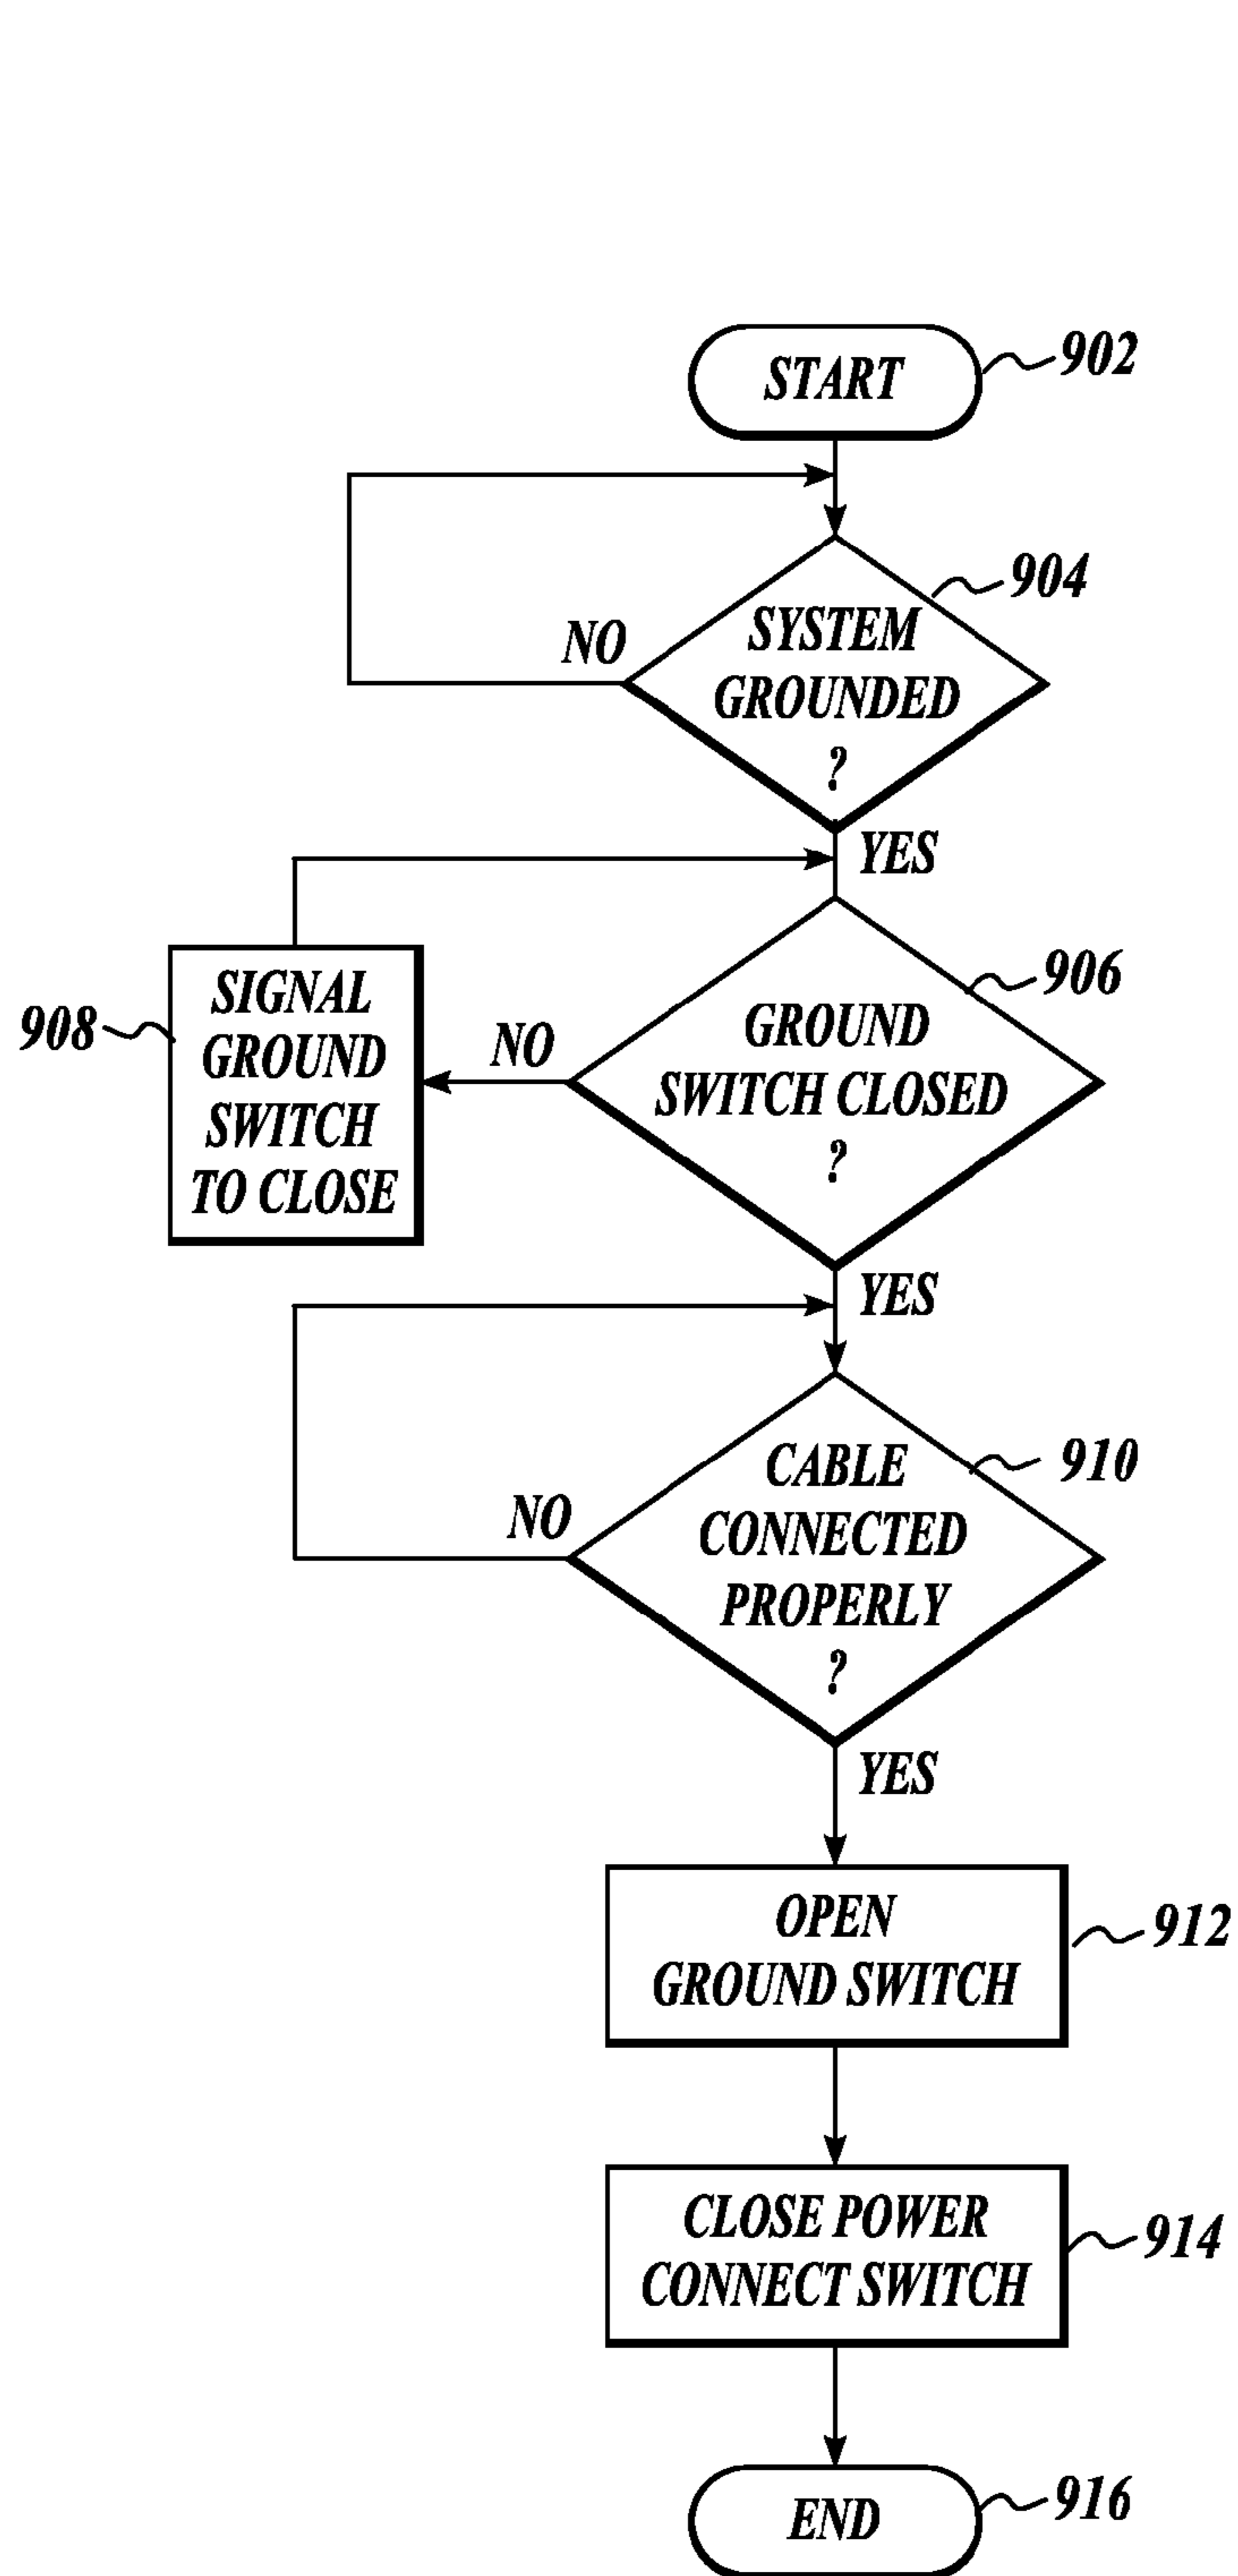 START
902
904
SYSTEM
GROUNDED
?
NO
YES
906
GROUND
SWITCH CLOSED
?
NO
908
SIGNAL
GROUND
SWITCH
TO CLOSE
YES
910
CABLE
CONNECTED
PROPERLY
?
NO
YES
OPEN
GROUND SWITCH
912
CLOSE POWER
CONNECT SWITCH
914
END
916